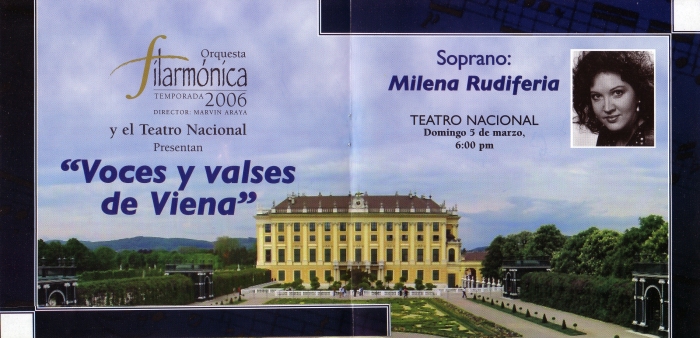 Orquesta
filarmónica
TEMPORADA 2006
DIRECTOR: MARVIN ARAYA
y el Teatro Nacional
Presentan
“Voces y valses
de Viena”
Soprano:
Milena Rudiferia
TEATRO NACIONAL
Domingo 5 de marzo,
6:00 pm